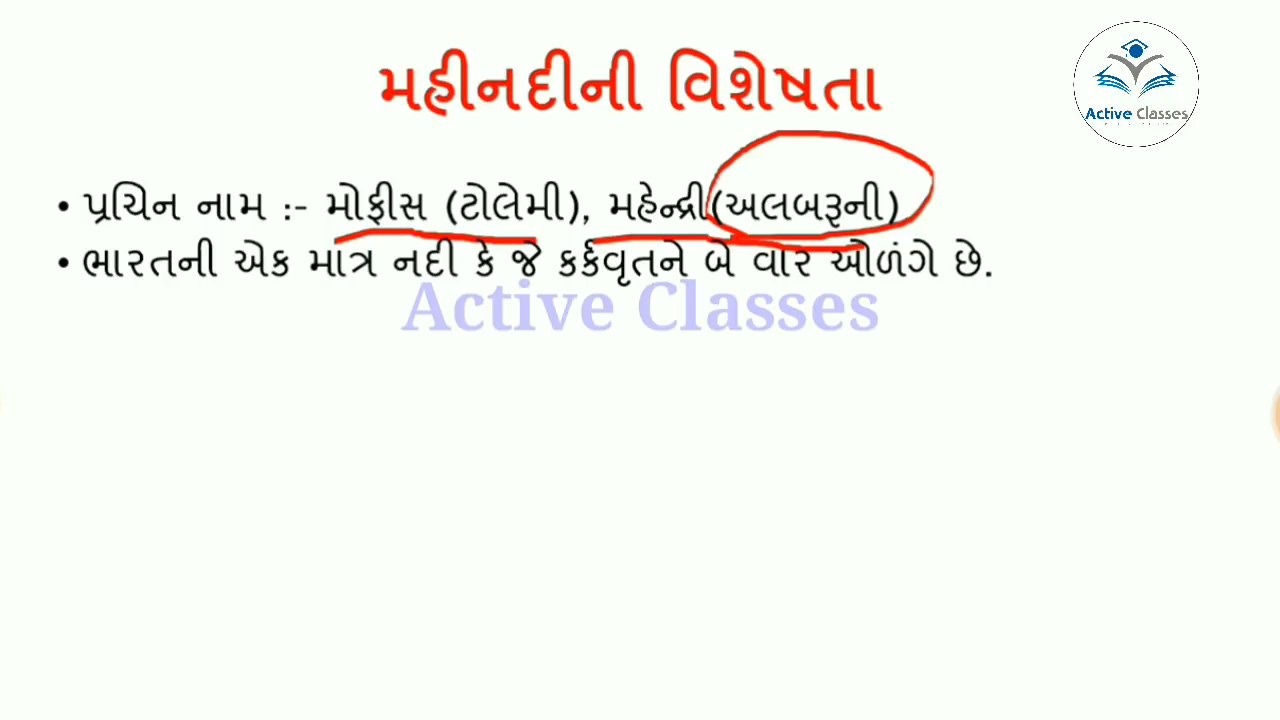 મહીનદીની વિશેષતા
Active Classes
• પ્રચિન નામ :- મોફીસ (ટોલેમી), મહેન્દ્રી(અલબરૂની)
• ભારતની એક માત્ર નદી કે જે કર્કવૃતને બે વાર ઓળંગે છે.
Active Classes